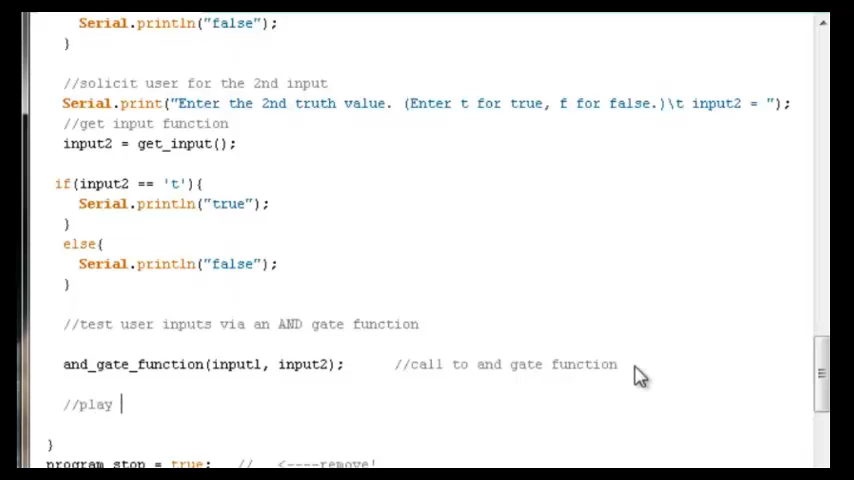 Serial.println("false");
}
//solicit user for the 2nd input
Serial.print("Enter the 2nd truth value. (Enter t for true, f for false.)\t input2 = ");
//get input function
input2 = get_input();
if(input2 == 't'){
Serial.println("true");
}
else{
Serial.println("false");
}
//test user inputs via an AND gate function
and_gate_function(input1, input2);     //call to and gate function
//play
}
program_stop = true;   //   <----remove!